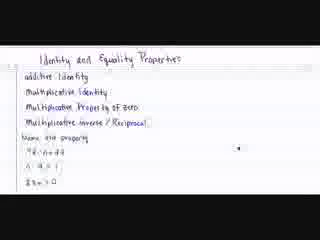 Identity and Equality Properties
additive Identity
multiplicative Identity
Multiplicative Property of zero
Multiplicative inverse / Reciprocal
Name the property